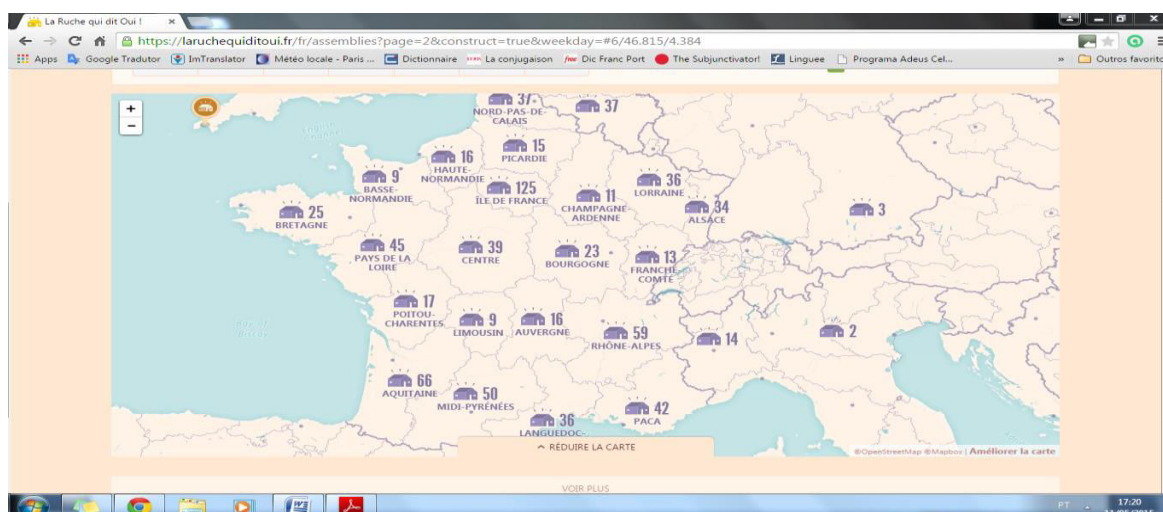 La Ruche qui dit Oui !
https://laruchequiditoui.fr/fr/assemblies?page=2&construct=true&weekday=#6/46.815/4.384
Apps Google Tradutor ImTranslator Météo locale - Paris ... Dictionnaire La conjugaison Dic Franc Port The Subjunctivator! Linguee Programa Adeus Cel... » Outros favorito
+
−
37
NORD-PAS-DE-
CALAIS
37
15
PICARDIE
16
HAUTE-
NORMANDIE
9
BASSE-
NORMANDIE
125
ÎLE DE FRANCE
11
CHAMPAGNE
ARDENNE
36
LORRAINE
34
ALSACE
3
25
BRETAGNE
45
PAYS DE LA
LOIRE
39
CENTRE
23
BOURGOGNE
13
FRANCHE-
COMTÉ
17
POITOU-
CHARENTES
9
LIMOUSIN
16
AUVERGNE
59
RHÔNE-ALPES
14
2
66
AQUITAINE
50
MIDI-PYRÉNÉES
36
LANGUEDOC-
42
PACA
RÉDUIRE LA CARTE
©OpenStreetMap ©Mapbox | Améliorer la carte
VOIR PLUS
PT
17:20